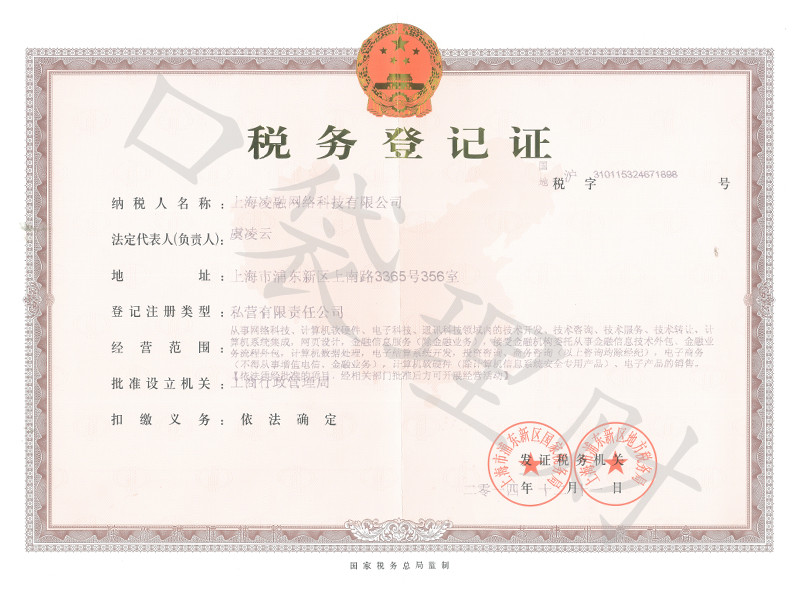 税务登记证
国
地 税 沪 字 310115324671898 号
纳税人名称：上海凌融网络科技有限公司
法定代表人(负责人)：虞凌云
地址：上海市浦东新区上南路3365号356室
登记注册类型：私营有限责任公司
经营范围：从事网络科技、计算机软硬件、电子科技、通讯科技领域内的技术开发、技术咨询、技术服务、技术转让，计
算机系统集成，网页设计，金融信息服务（除金融业务），接受金融机构委托从事金融信息技术外包、金融业
务流程外包，计算机数据处理，电子结算系统开发，投资咨询、商务咨询（以上咨询均除经纪），电子商务
（不得从事增值电信、金融业务），计算机软硬件（除计算机信息系统安全专用产品）、电子产品的销售。
【依法须经批准的项目，经相关部门批准后方可开展经营活动】
批准设立机关：工商行政管理局
扣缴义务：依法确定
发证税务机关
二零 四年十 月 日
上海市浦东新区国家税务局
上海市浦东新区地方税务局
国家税务总局监制
口袋理财